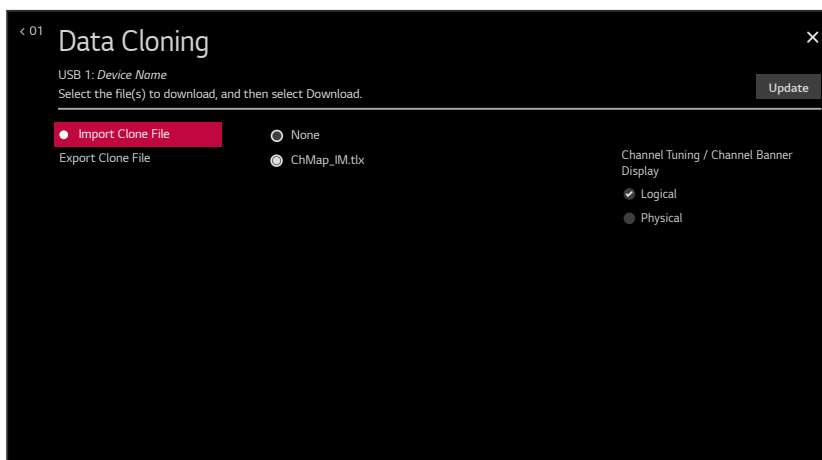 < 01
Data Cloning
×
USB 1: Device Name
Select the file(s) to download, and then select Download.
Update
Import Clone File
Export Clone File
None
ChMap_IM.tlx
Channel Tuning / Channel Banner
Display
Logical
Physical